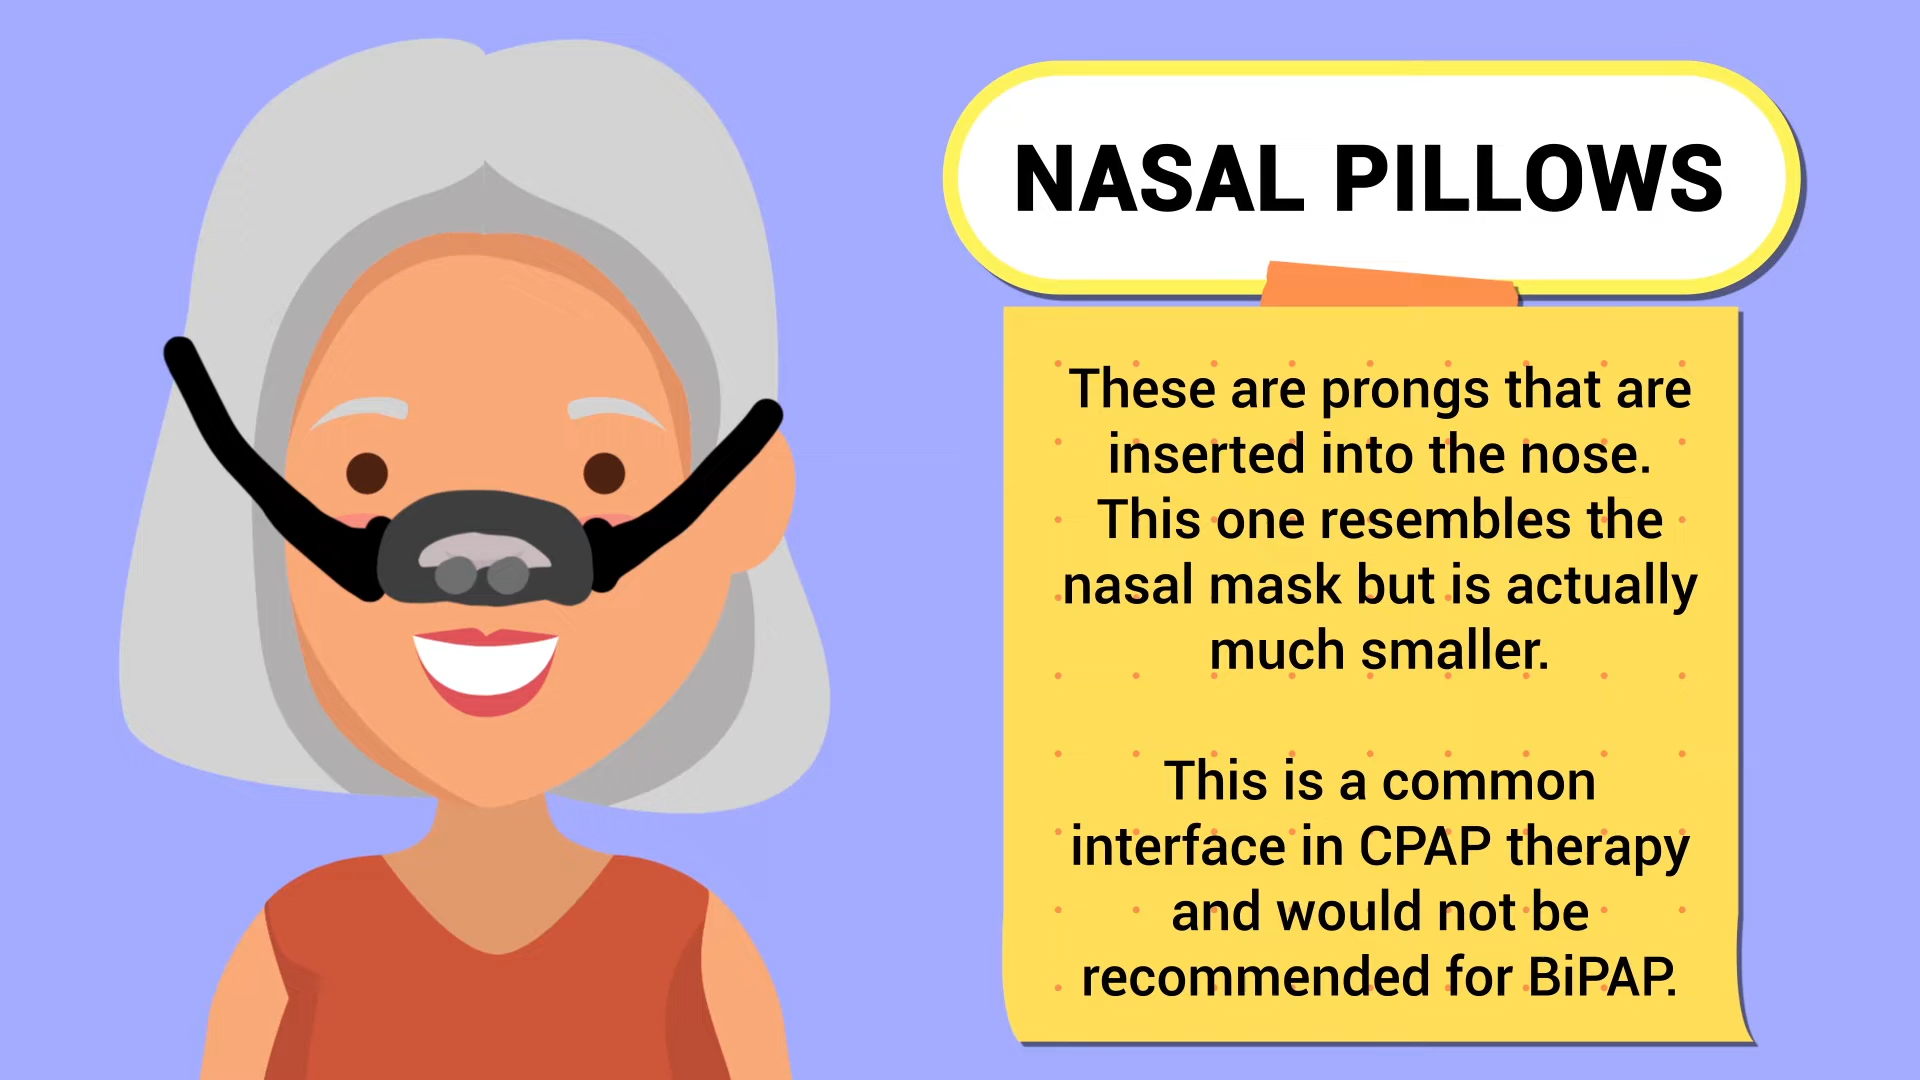 NASAL PILLOWS
These are prongs that are
inserted into the nose.
This one resembles the
nasal mask but is actually
much smaller.
This is a common
interface in CPAP therapy
and would not be
recommended for BiPAP.